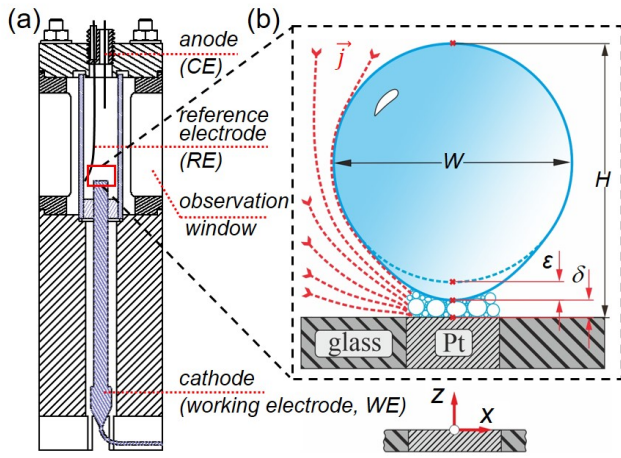 (a)
anode
(CE)
reference
electrode
(RE)
observation
window
cathode
(working electrode, WE)
(b)
j
W
H
ε
δ
glass
Pt
z
x